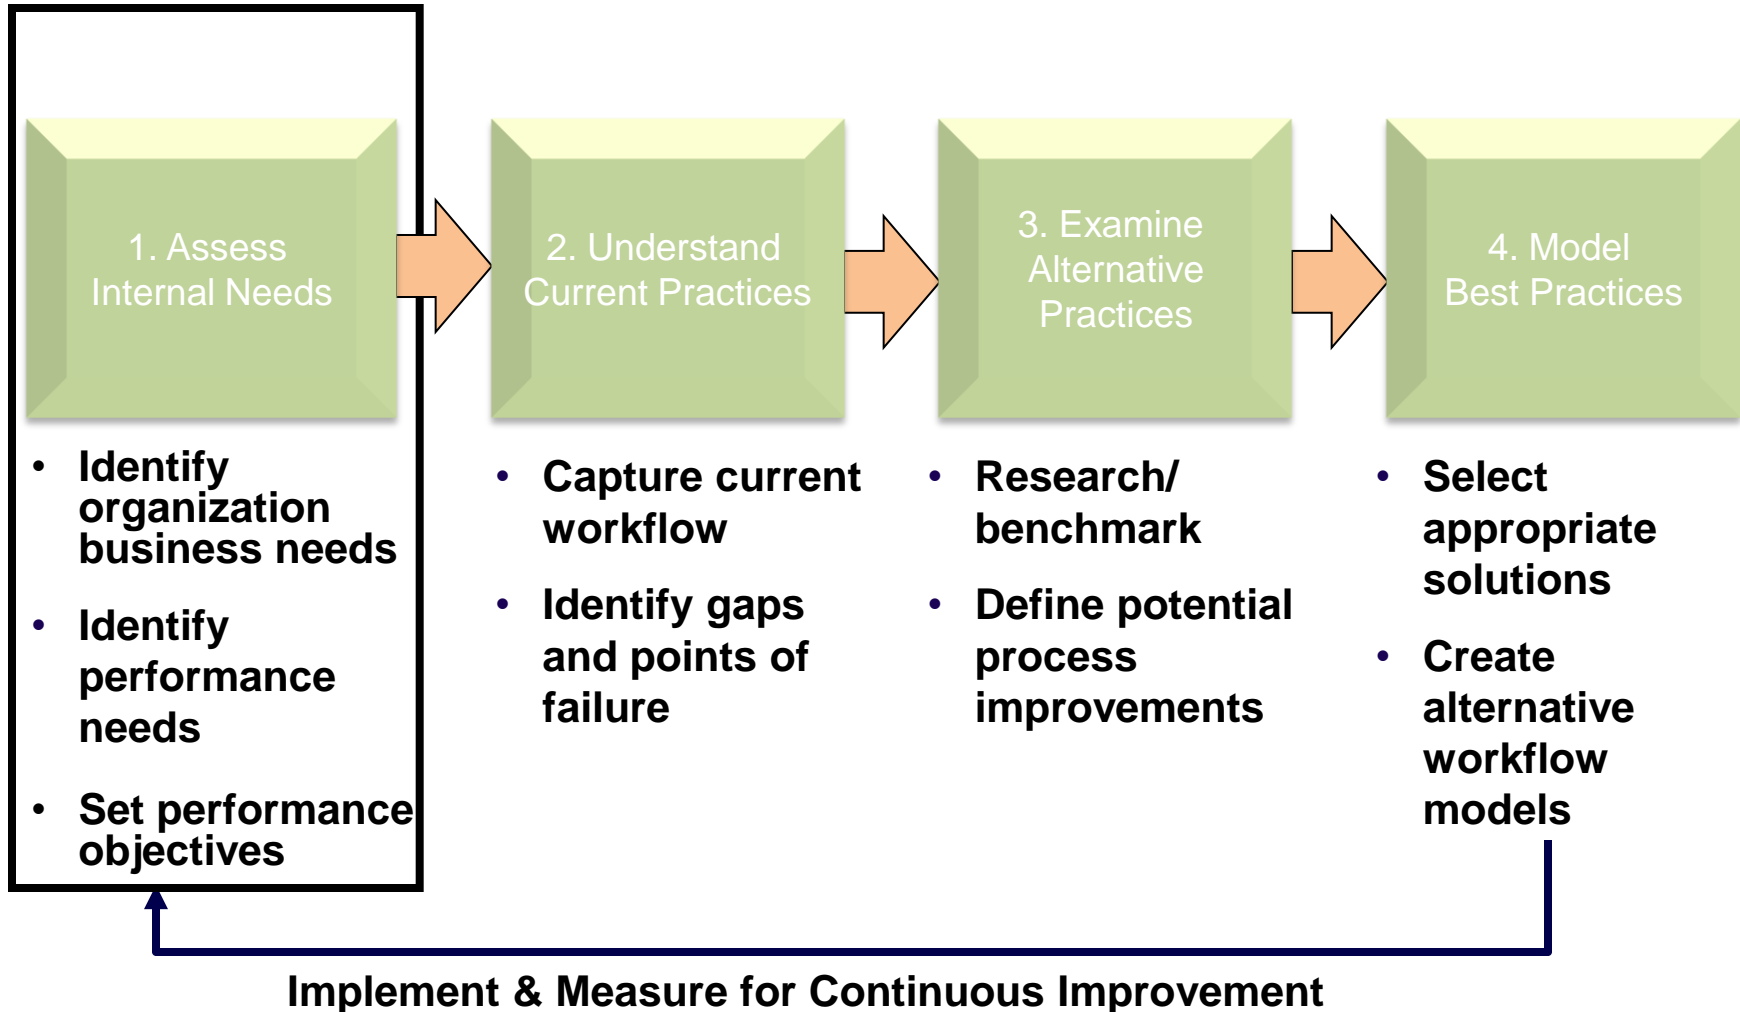 1. Assess
Internal Needs
2. Understand
Current Practices
3. Examine
Alternative
Practices
4. Model
Best Practices
• Identify
organization
business needs
• Identify
performance
needs
• Set performance
objectives
• Capture current
workflow
• Identify gaps
and points of
failure
• Research/
benchmark
• Define potential
process
improvements
• Select
appropriate
solutions
• Create
alternative
workflow
models
Implement & Measure for Continuous Improvement